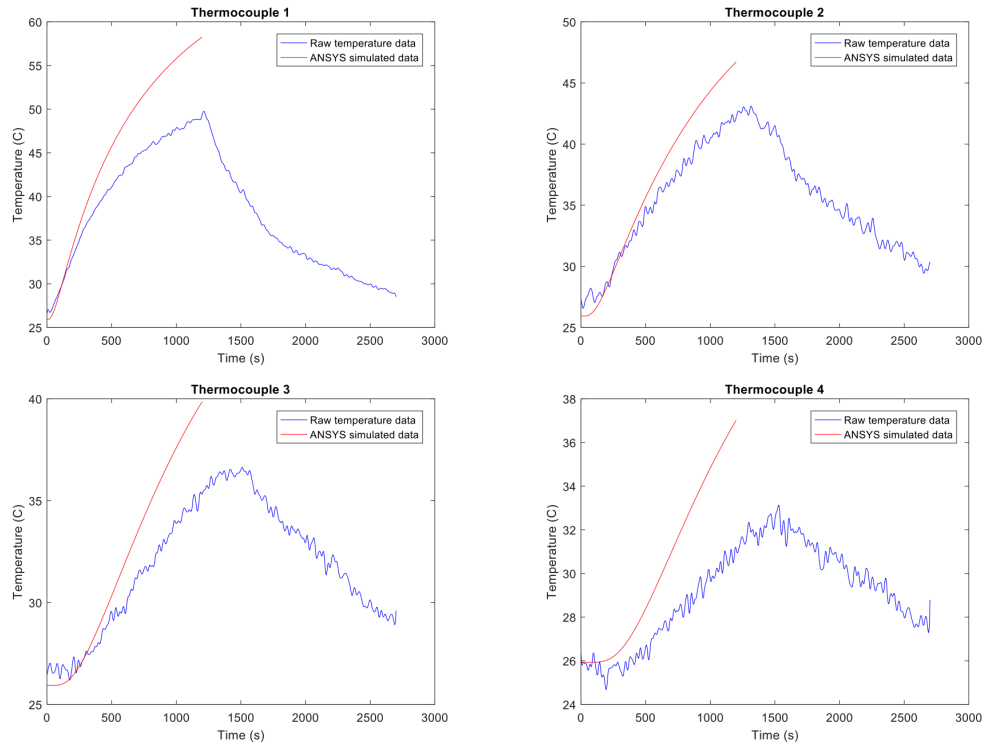 Thermocouple 1
60
55
50
45
40
35
30
25
Temperature (C)
Raw temperature data
ANSYS simulated data
0 500 1000 1500 2000 2500 3000
Time (s)
Thermocouple 2
50
45
40
35
30
25
Temperature (C)
Raw temperature data
ANSYS simulated data
0 500 1000 1500 2000 2500 3000
Time (s)
Thermocouple 3
40
35
30
25
Temperature (C)
Raw temperature data
ANSYS simulated data
0 500 1000 1500 2000 2500 3000
Time (s)
Thermocouple 4
38
36
34
32
30
28
26
24
Temperature (C)
Raw temperature data
ANSYS simulated data
0 500 1000 1500 2000 2500 3000
Time (s)